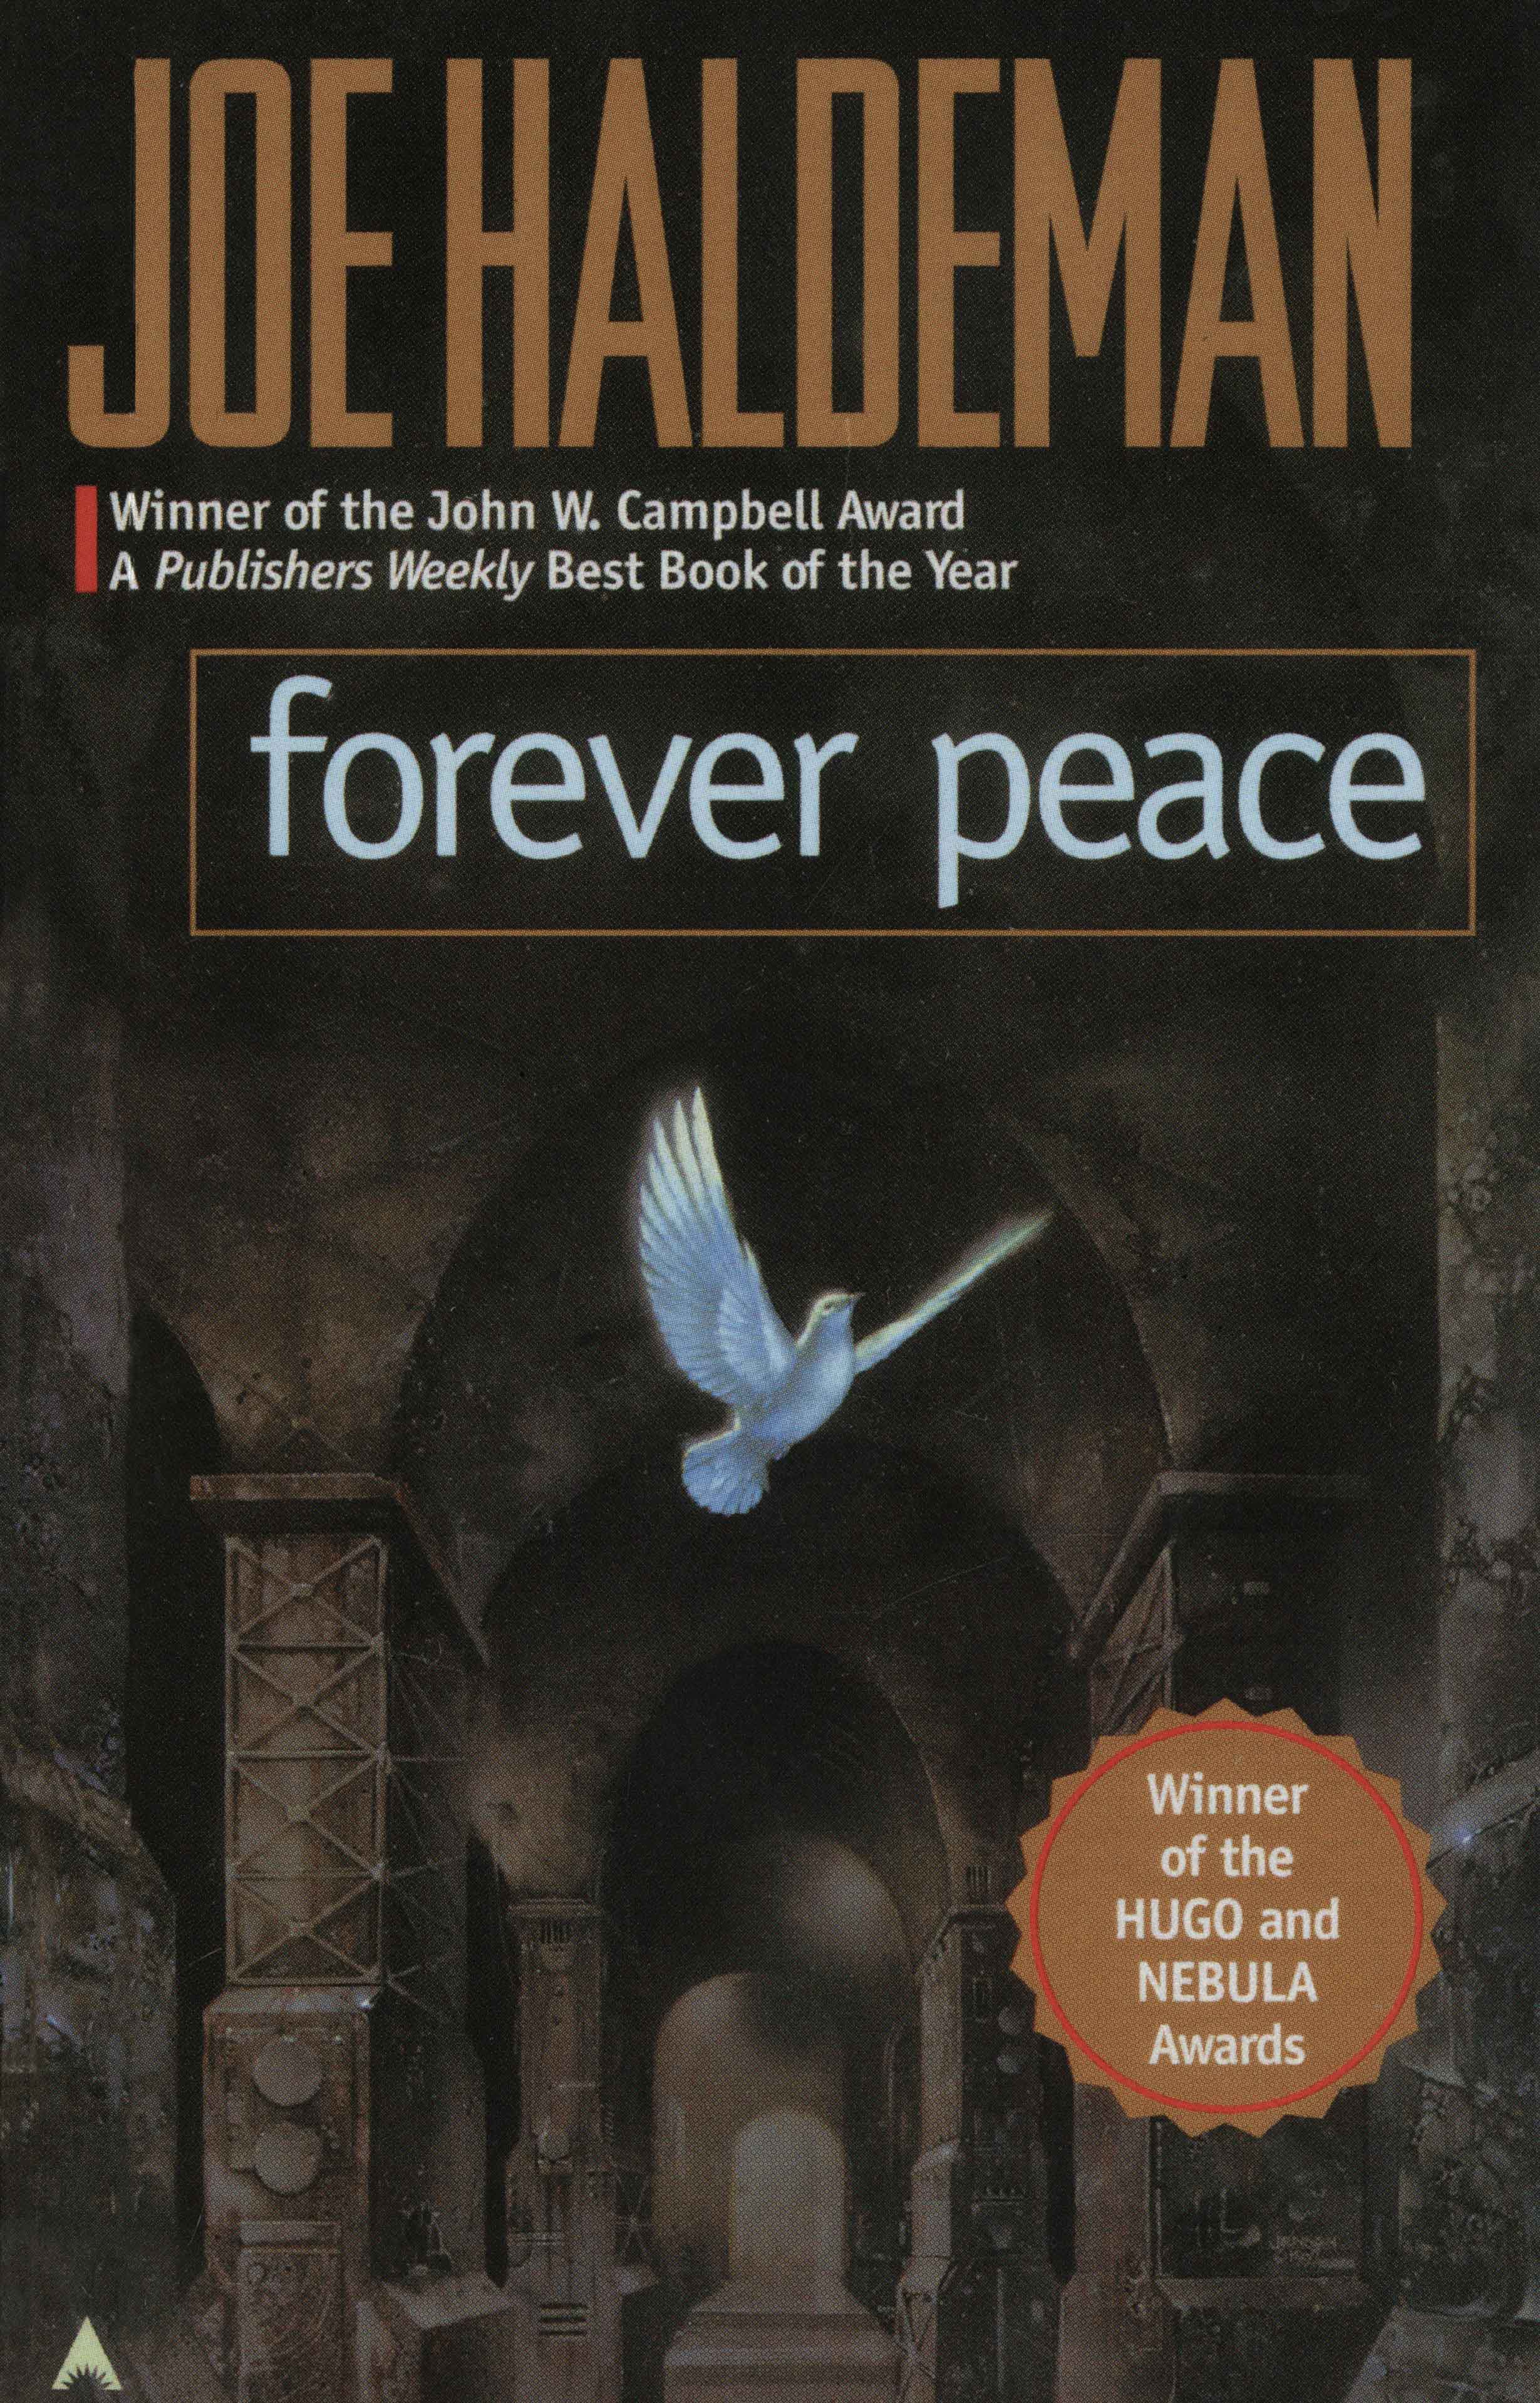 JOE HALDEMAN
Winner of the John W. Campbell Award
A Publishers Weekly Best Book of the Year
forever peace
Winner
of the
HUGO and
NEBULA
Awards